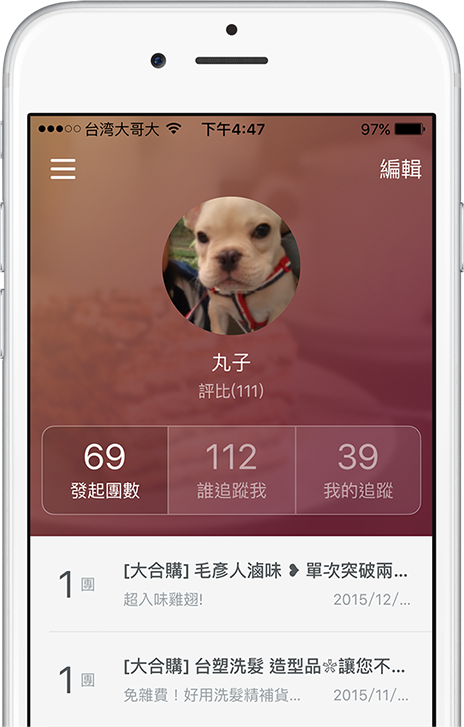 台湾大哥大 下午4:47 97%
編輯
丸子
評比(111)
69 112 39
發起團數 誰追蹤我 我的追蹤
1團 [大合購] 毛彥人滷味 ❥ 單次突破兩...
超入味雞翅! 2015/12/...
1團 [大合購] 台塑洗髮 造型品❊讓您不...
免雜費！好用洗髮精補貨... 2015/11/...